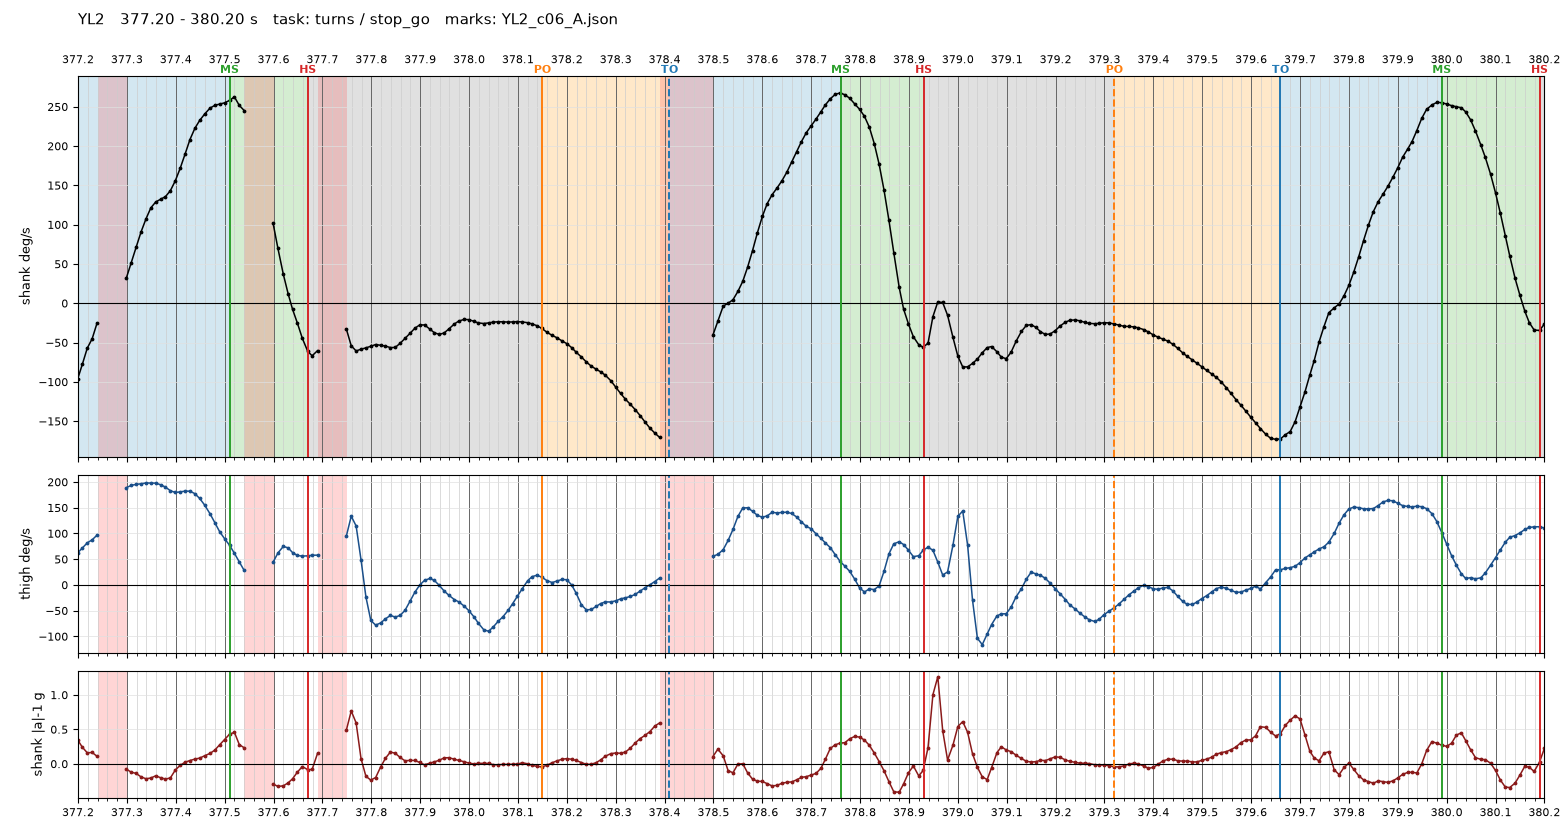 YL2 377.20 - 380.20 s task: turns / stop_go marks: YL2_c06_A.json
377.2 377.3 377.4 377.5 377.6 377.7 377.8 377.9 378.0 378.1 378.2 378.3 378.4 378.5 378.6 378.7 378.8 378.9 379.0 379.1 379.2 379.3 379.4 379.5 379.6 379.7 379.8 379.9 380.0 380.1 380.2
MS HS PO TO MS HS PO TO MS HS
250
200
150
100
50
0
−50
−100
−150
shank deg/s
200
150
100
50
0
−50
−100
thigh deg/s
1.0
0.5
0.0
shank |a|-1 g
377.2 377.3 377.4 377.5 377.6 377.7 377.8 377.9 378.0 378.1 378.2 378.3 378.4 378.5 378.6 378.7 378.8 378.9 379.0 379.1 379.2 379.3 379.4 379.5 379.6 379.7 379.8 379.9 380.0 380.1 380.2